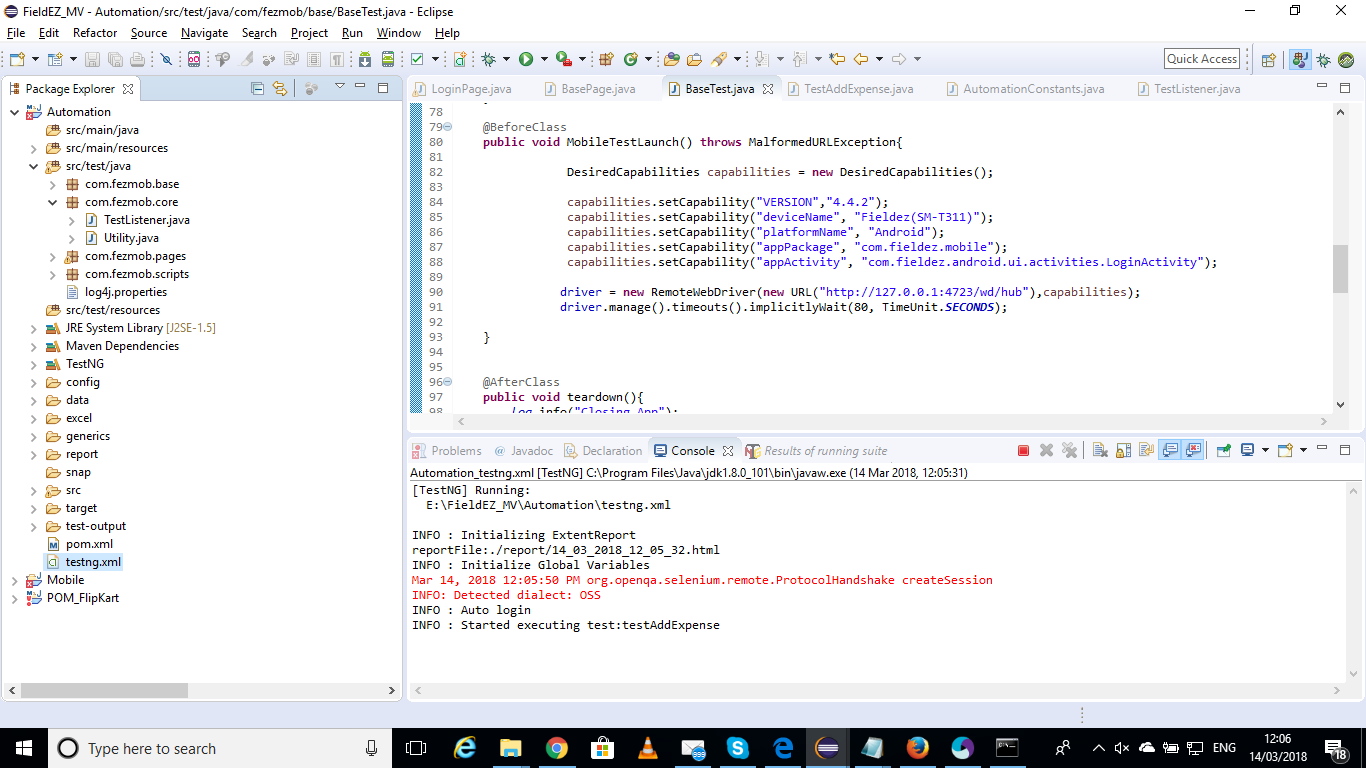 FieldEZ_MV - Automation/src/test/java/com/fezmob/base/BaseTest.java - Eclipse
File Edit Refactor Source Navigate Search Project Run Window Help
Quick Access
Package Explorer
Automation
src/main/java
src/main/resources
src/test/java
com.fezmob.base
com.fezmob.core
TestListener.java
Utility.java
com.fezmob.pages
com.fezmob.scripts
log4j.properties
src/test/resources
JRE System Library [J2SE-1.5]
Maven Dependencies
TestNG
config
data
excel
generics
report
snap
src
target
test-output
pom.xml
testng.xml
Mobile
POM_FlipKart
LoginPage.java BasePage.java BaseTest.java TestAddExpense.java AutomationConstants.java TestListener.java
78
79 @BeforeClass
80 public void MobileTestLaunch() throws MalformedURLException{
81
82 DesiredCapabilities capabilities = new DesiredCapabilities();
83
84 capabilities.setCapability("VERSION","4.4.2");
85 capabilities.setCapability("deviceName", "Fieldez(SM-T311)");
86 capabilities.setCapability("platformName", "Android");
87 capabilities.setCapability("appPackage", "com.fieldez.mobile");
88 capabilities.setCapability("appActivity", "com.fieldez.android.ui.activities.LoginActivity");
89
90 driver = new RemoteWebDriver(new URL("http://127.0.0.1:4723/wd/hub"),capabilities);
91 driver.manage().timeouts().implicitlyWait(80, TimeUnit.SECONDS);
92
93 }
94
95
96 @AfterClass
97 public void teardown(){
98 log.info("Closing App");
Problems Javadoc Declaration Console Results of running suite
Automation_testng.xml [TestNG] C:\Program Files\Java\jdk1.8.0_101\bin\javaw.exe (14 Mar 2018, 12:05:31)
[TestNG] Running:
E:\FieldEZ_MV\Automation\testng.xml
INFO : Initializing ExtentReport
reportFile:./report/14_03_2018_12_05_32.html
INFO : Initialize Global Variables
Mar 14, 2018 12:05:50 PM org.openqa.selenium.remote.ProtocolHandshake createSession
INFO: Detected dialect: OSS
INFO : Auto login
INFO : Started executing test:testAddExpense
Type here to search
ENG
12:06
14/03/2018
18